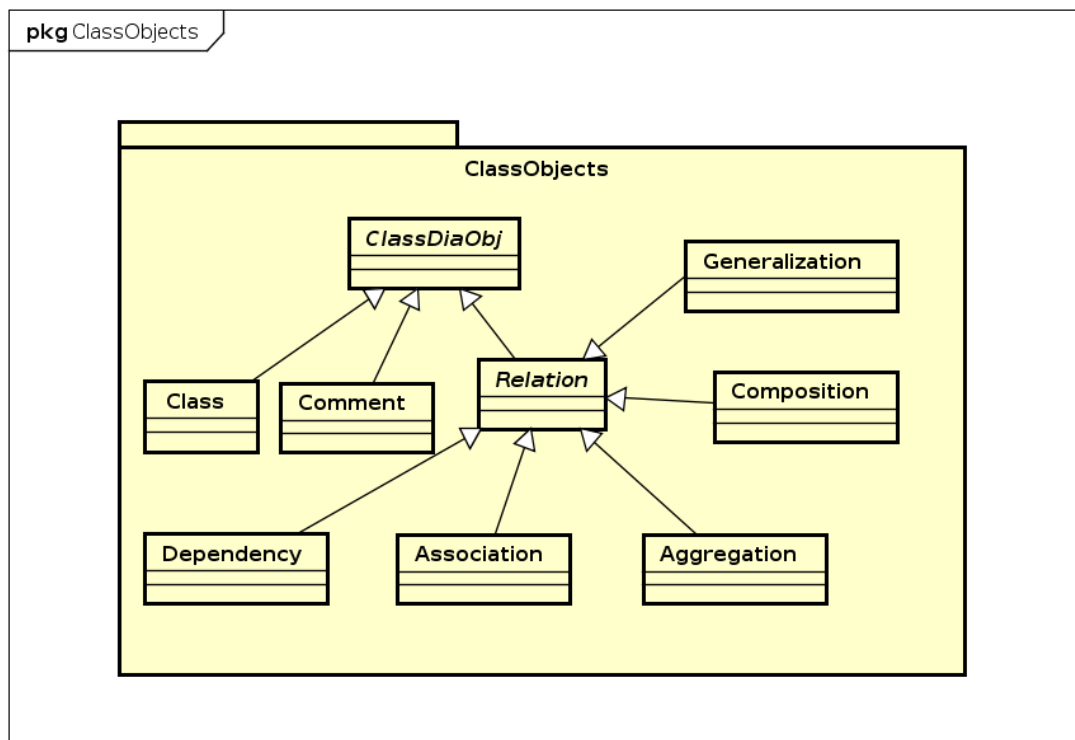 pkg ClassObjects
ClassObjects
ClassDiaObj
Generalization
Relation
Composition
Class
Comment
Dependency
Association
Aggregation